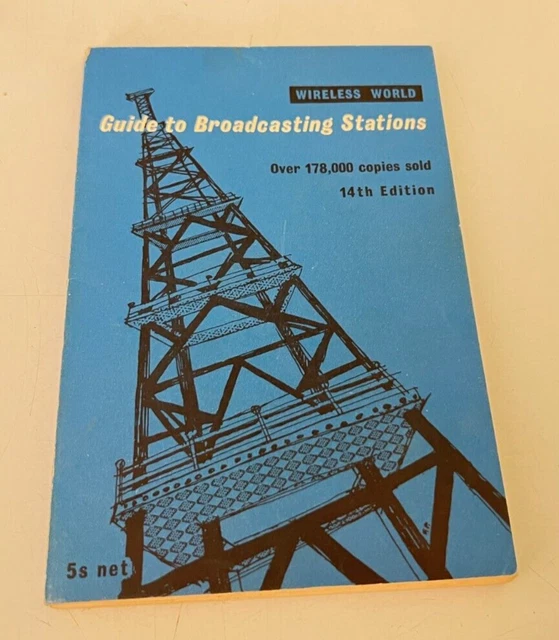 WIRELESS WORLD
Guide to Broadcasting Stations
Over 178,000 copies sold
14th Edition
5s net